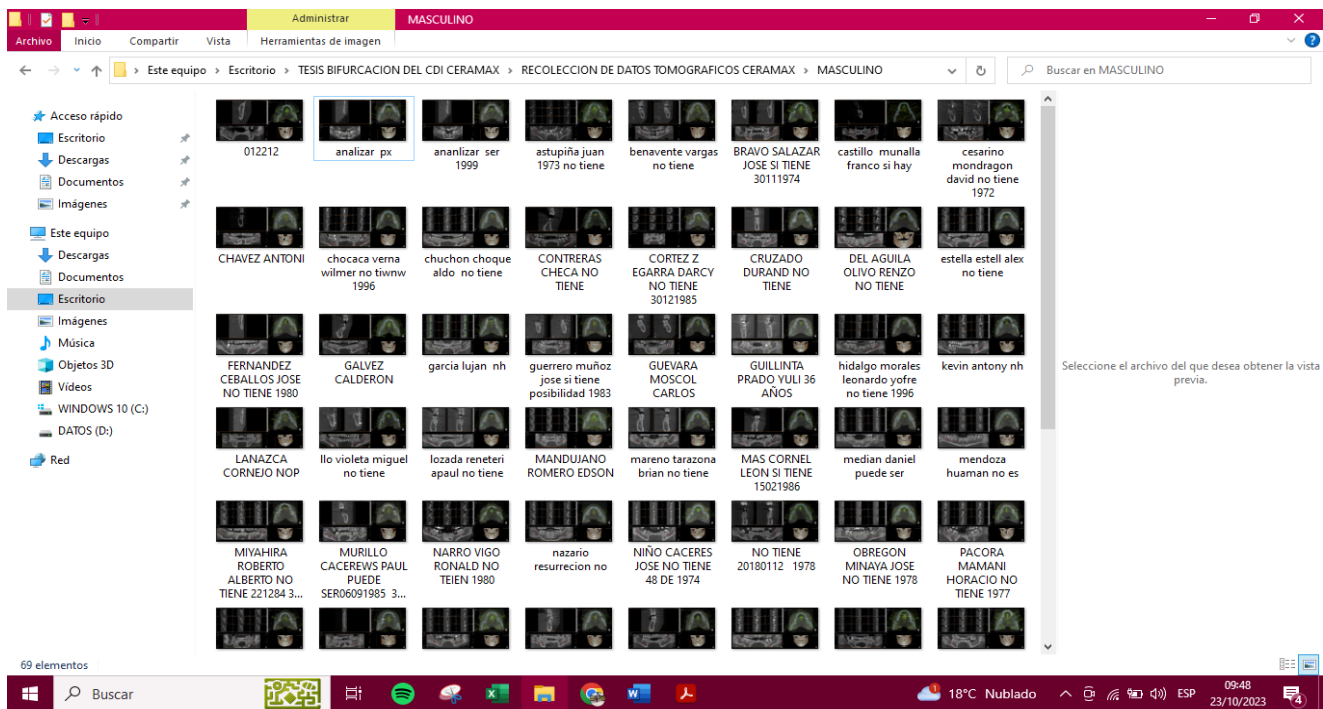 Administrar
MASCULINO
Archivo
Inicio
Compartir
Vista
Herramientas de imagen
Este equipo
Escritorio
TESIS BIFURCACION DEL CDI CERAMAX
RECOLECCION DE DATOS TOMOGRAFICOS CERAMAX
MASCULINO
Buscar en MASCULINO
Acceso rápido
Escritorio
Descargas
Documentos
Imágenes
Este equipo
Descargas
Documentos
Escritorio
Imágenes
Música
Objetos 3D
Vídeos
WINDOWS 10 (C:)
DATOS (D:)
Red
012212
analizar px
ananlizar ser
1999
astupiña juan
1973 no tiene
benavente vargas
no tiene
BRAVO SALAZAR
JOSE SI TIENE
30111974
castillo munalla
franco si hay
cesarino
mondragon
david no tiene
1972
CHAVEZ ANTONI
chocaca verna
wilmer no tiwnw
1996
chuchon choque
aldo no tiene
CONTRERAS
CHECA NO
TIENE
CORTEZ Z
EGARRA DARCY
NO TIENE
30121985
CRUZADO
DURAND NO
TIENE
DEL AGUILA
OLIVO RENZO
NO TIENE
estella estell alex
no tiene
FERNANDEZ
CEBALLOS JOSE
NO TIENE 1980
GALVEZ
CALDERON
garcia lujan nh
guerrero muñoz
jose si tiene
posibilidad 1983
GUEVARA
MOSCOL
CARLOS
GUILLINTA
PRADO YULI 36
AÑOS
hidalgo morales
leonardo yofre
no tiene 1996
kevin antony nh
LANAZCA
CORNEJO NOP
llo violeta miguel
no tiene
lozada reneteri
apaul no tiene
MANDUJANO
ROMERO EDSON
mareno tarazona
brian no tiene
MAS CORNEL
LEON SI TIENE
15021986
median daniel
puede ser
mendoza
huaman no es
MIYAHIRA
ROBERTO
ALBERTO NO
TIENE 221284 3...
MURILLO
CACEREWS PAUL
PUEDE
SER06091985 3...
NARRO VIGO
RONALD NO
TEIEN 1980
nazario
resurrecion no
NIÑO CACERES
JOSE NO TIENE
48 DE 1974
NO TIENE
20180112 1978
OBREGON
MINAYA JOSE
NO TIENE 1978
PACORA
MAMANI
HORACIO NO
TIENE 1977
Seleccione el archivo del que desea obtener la vista
previa.
69 elementos
Buscar
18°C Nublado
ESP
09:48
23/10/2023
4